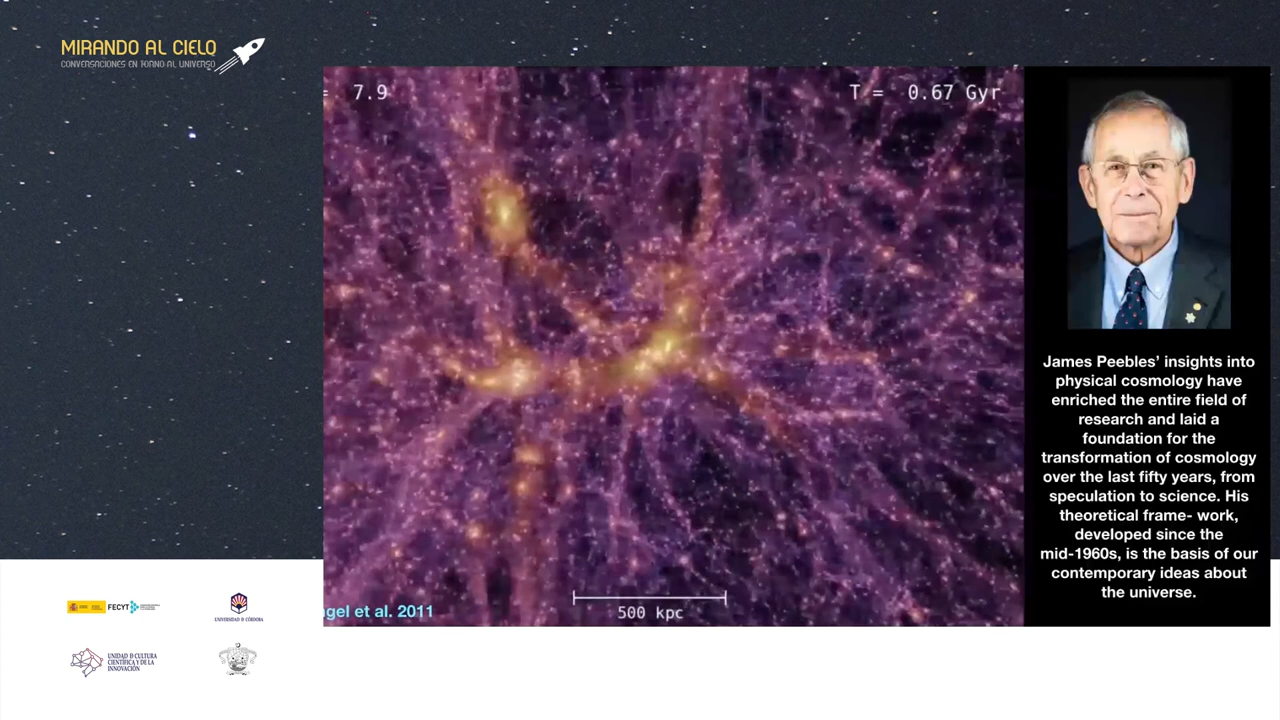 MIRANDO AL CIELO
CONVERSACIONES EN TORNO AL UNIVERSO
= 7.9
T = 0.67 Gyr
James Peebles' insights into
physical cosmology have
enriched the entire field of
research and laid a
foundation for the
transformation of cosmology
over the last fifty years, from
speculation to science. His
theoretical frame- work,
developed since the
mid-1960s, is the basis of our
contemporary ideas about
the universe.
ngel et al. 2011
500 kpc
FECYT
UNIVERSIDAD Ð CÓRDOBA
UNIDAD Ð CULTURA
CIENTÍFICA Y DE LA
INNOVACIÓN